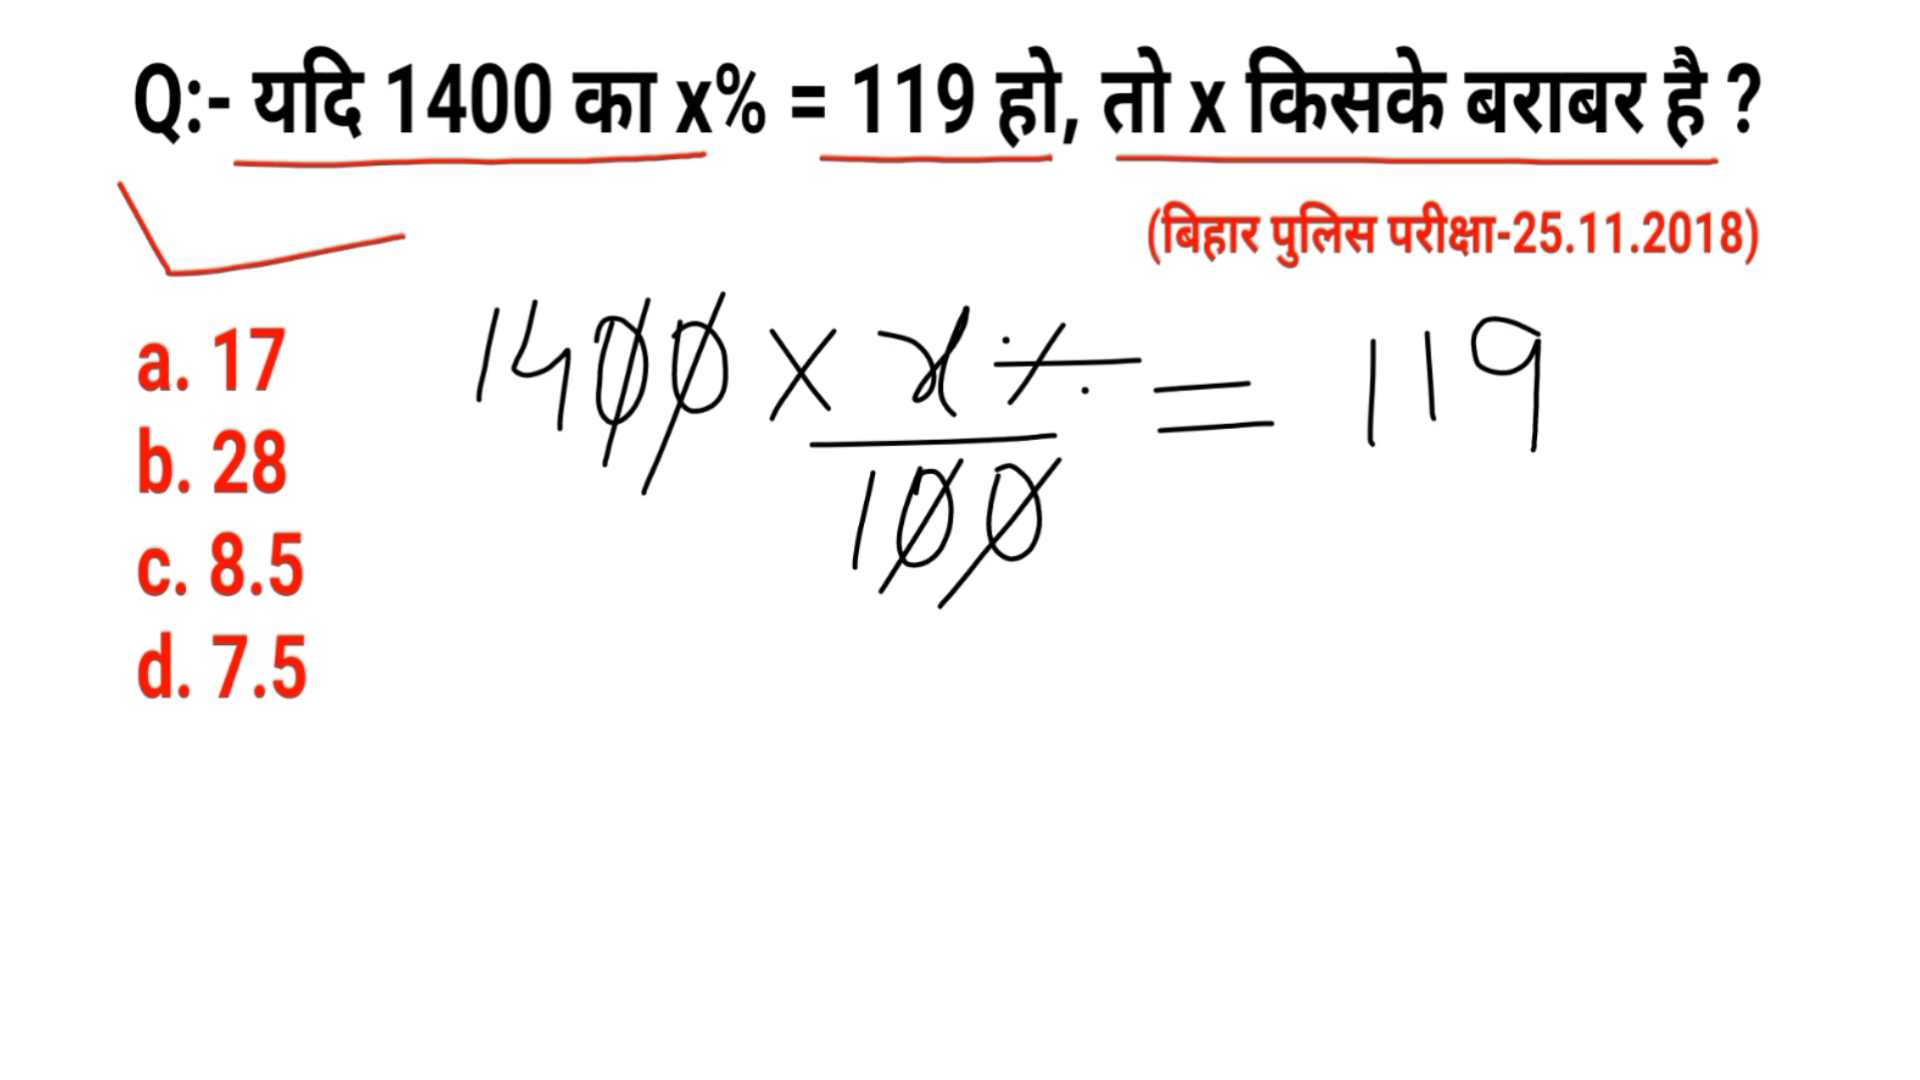 Q:- यदि 1400 का x% = 119 हो, तो x किसके बराबर है ?
(बिहार पुलिस परीक्षा-25.11.2018)
a. 17
b. 28
c. 8.5
d. 7.5
1400 × x% = 119
100